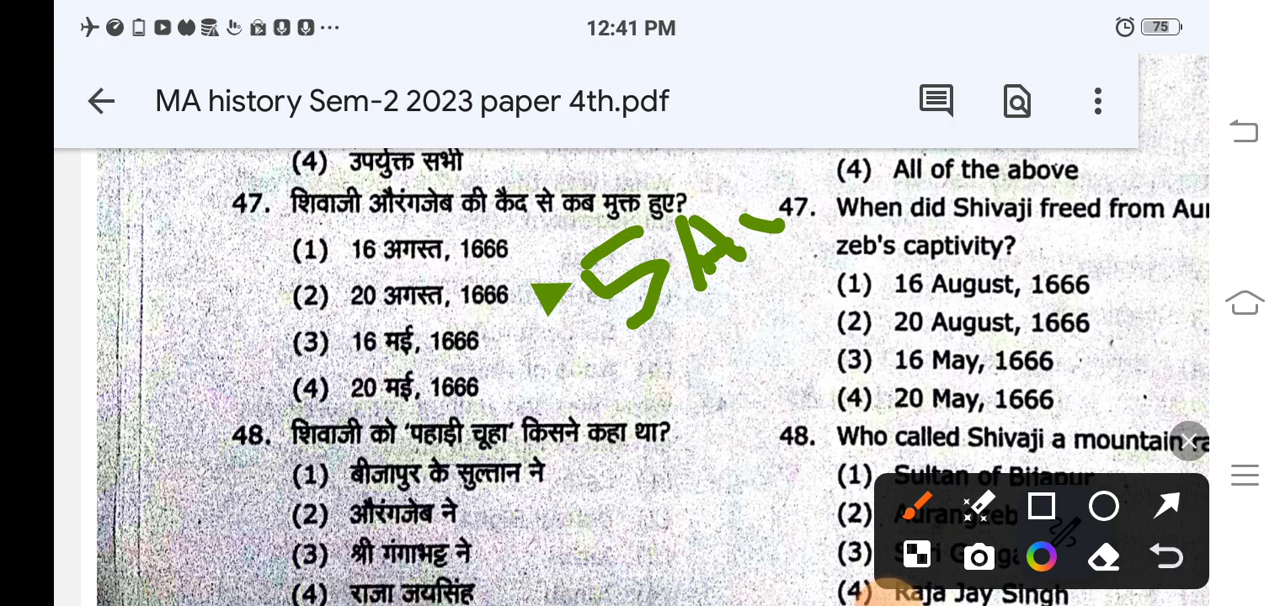 12:41 PM
75
MA history Sem-2 2023 paper 4th.pdf
(4) उपर्युक्त सभी
47. शिवाजी औरंगजेब की कैद से कब मुक्त हुए?
(1) 16 अगस्त, 1666
(2) 20 अगस्त, 1666
(3) 16 मई, 1666
(4) 20 मई, 1666
48. शिवाजी को 'पहाड़ी चूहा' किसने कहा था?
(1) बीजापुर के सुल्तान ने
(2) औरंगजेब ने
(3) श्री गंगाभट्ट ने
(4) राजा जयसिंह
SA
(4) All of the above
47. When did Shivaji freed from Au
zeb's captivity?
(1) 16 August, 1666
(2) 20 August, 1666
(3) 16 May, 1666
(4) 20 May, 1666
48. Who called Shivaji a mountain ra
(1) Sultan of Bijapur
(2) Aurangzeb
(3)
(4) Raja Jay Singh